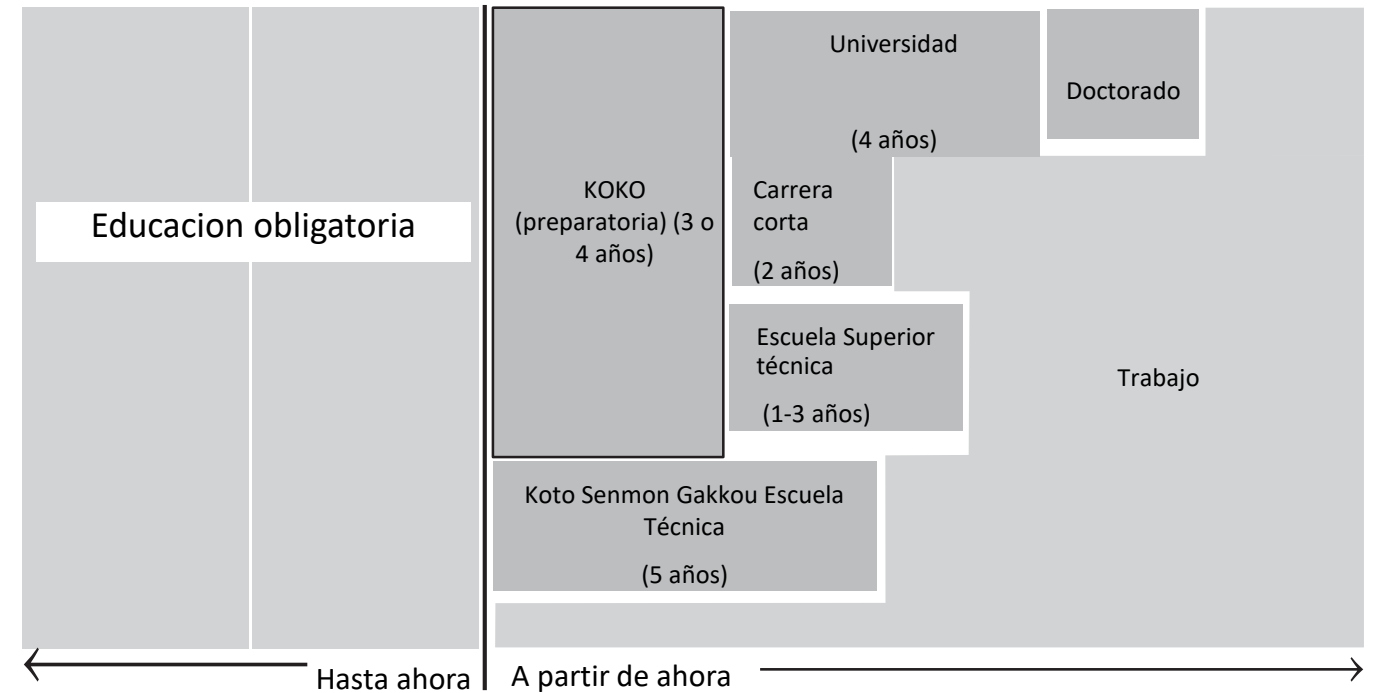 Educacion obligatoria
KOKO
(preparatoria) (3 o
4 años)
Universidad
(4 años)
Doctorado
Carrera
corta
(2 años)
Escuela Superior
técnica
(1-3 años)
Trabajo
Koto Senmon Gakkou Escuela
Técnica
(5 años)
Hasta ahora
A partir de ahora